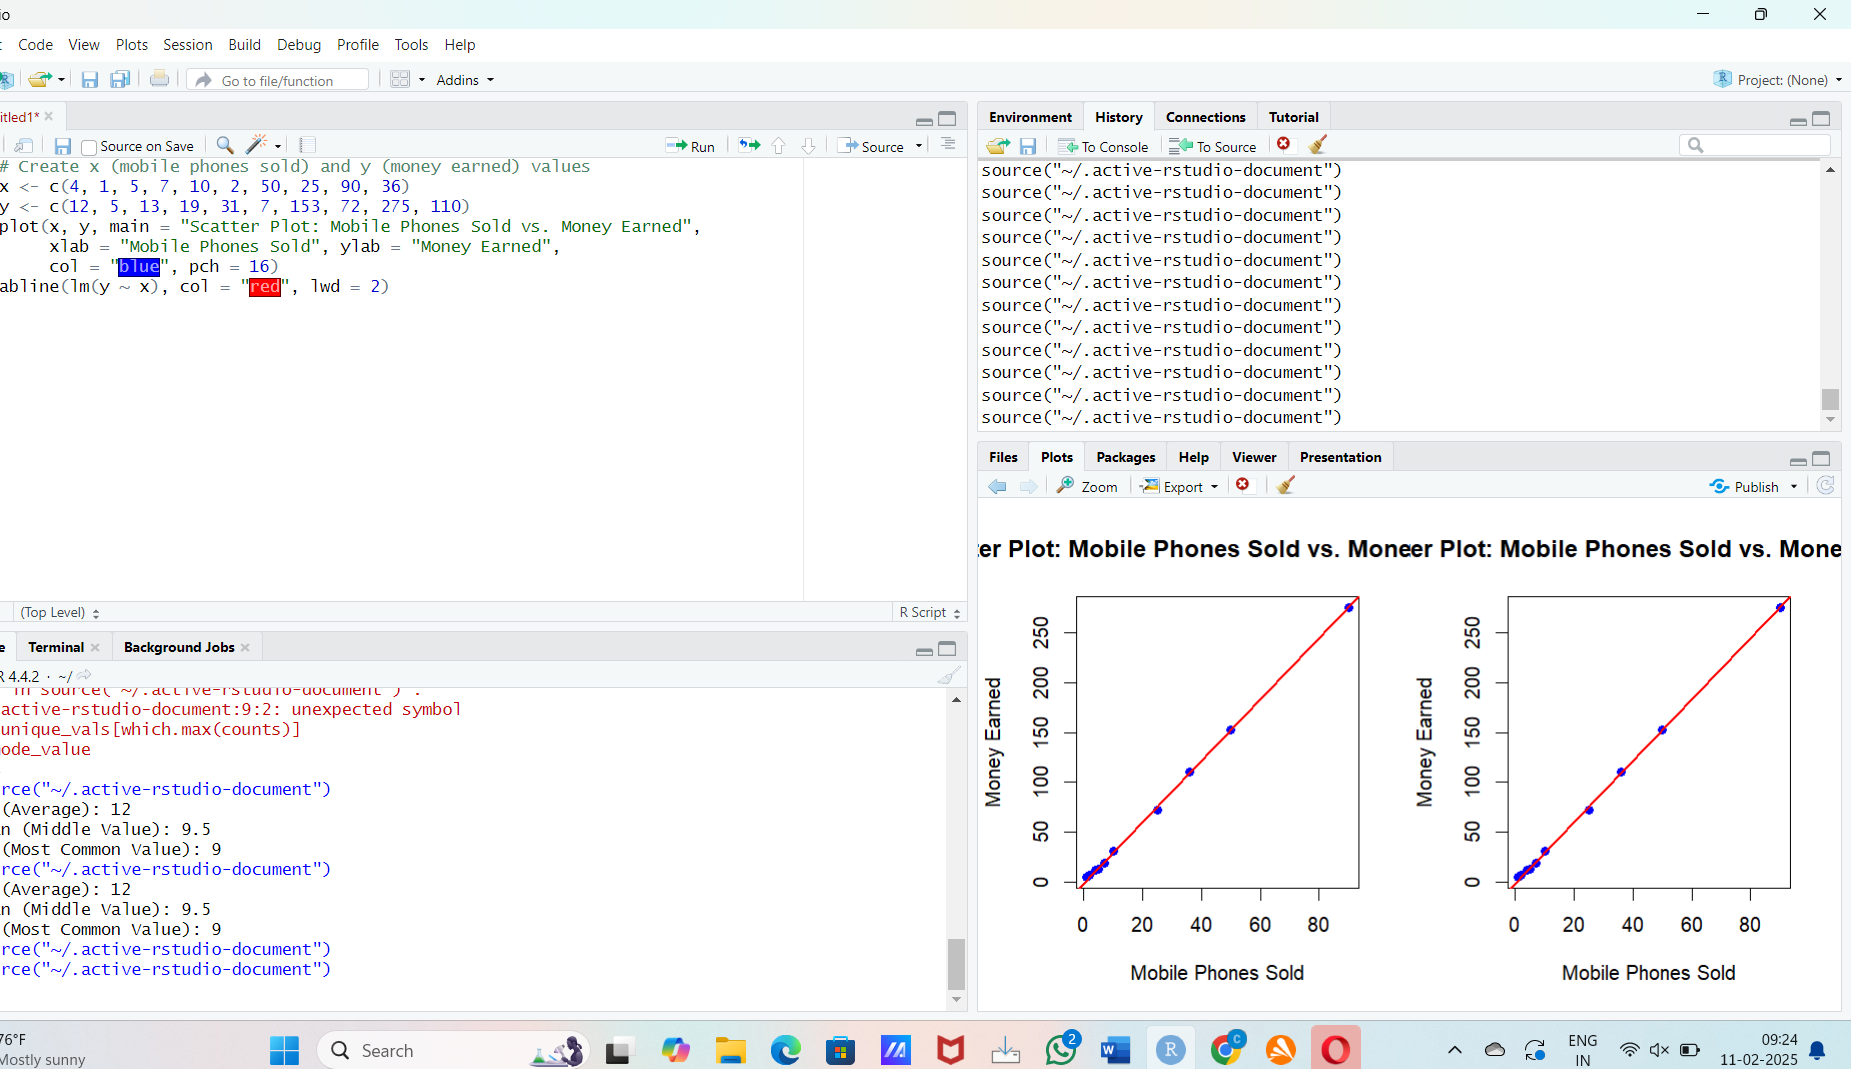 io
Code View Plots Session Build Debug Profile Tools Help
Go to file/function Addins Project: (None)
itled1*
Source on Save Run Source
# Create x (mobile phones sold) and y (money earned) values
x <- c(4, 1, 5, 7, 10, 2, 50, 25, 90, 36)
y <- c(12, 5, 13, 19, 31, 7, 153, 72, 275, 110)
plot(x, y, main = "Scatter Plot: Mobile Phones Sold vs. Money Earned",
xlab = "Mobile Phones Sold", ylab = "Money Earned",
col = "blue", pch = 16)
abline(lm(y ~ x), col = "red", lwd = 2)
(Top Level) R Script
e Terminal Background Jobs
R 4.4.2 · ~/
in source("~/.active-rstudio-document") :
active-rstudio-document:9:2: unexpected symbol
unique_vals[which.max(counts)]
ode_value
rce("~/.active-rstudio-document")
(Average): 12
n (Middle Value): 9.5
(Most Common Value): 9
rce("~/.active-rstudio-document")
(Average): 12
n (Middle Value): 9.5
(Most Common Value): 9
rce("~/.active-rstudio-document")
rce("~/.active-rstudio-document")
Environment History Connections Tutorial
To Console To Source
source("~/.active-rstudio-document")
source("~/.active-rstudio-document")
source("~/.active-rstudio-document")
source("~/.active-rstudio-document")
source("~/.active-rstudio-document")
source("~/.active-rstudio-document")
source("~/.active-rstudio-document")
source("~/.active-rstudio-document")
source("~/.active-rstudio-document")
source("~/.active-rstudio-document")
source("~/.active-rstudio-document")
source("~/.active-rstudio-document")
Files Plots Packages Help Viewer Presentation
Zoom Export Publish
er Plot: Mobile Phones Sold vs. Moneer Plot: Mobile Phones Sold vs. Mone
Money Earned
0 50 100 150 200 250
0 20 40 60 80
Mobile Phones Sold
Money Earned
0 50 100 150 200 250
0 20 40 60 80
Mobile Phones Sold
76°F
Mostly sunny
Search
2
W
R
C
ENG
IN
09:24
11-02-2025